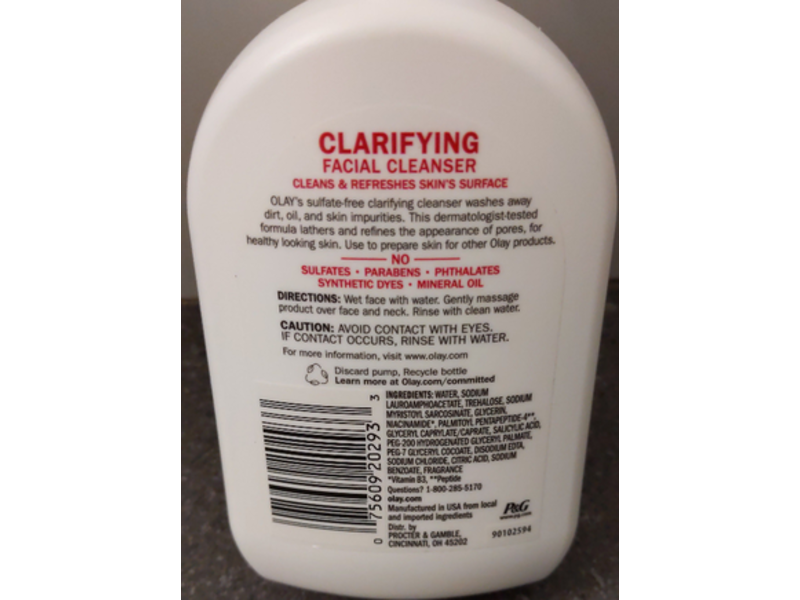 CLARIFYING
FACIAL CLEANSER
CLEANS & REFRESHES SKIN'S SURFACE
OLAY's sulfate-free clarifying cleanser washes away
dirt, oil, and skin impurities. This dermatologist-tested
formula lathers and refines the appearance of pores, for
healthy looking skin. Use to prepare skin for other Olay products.
NO
SULFATES • PARABENS • PHTHALATES
SYNTHETIC DYES • MINERAL OIL
DIRECTIONS: Wet face with water. Gently massage
product over face and neck. Rinse with clean water.
CAUTION: AVOID CONTACT WITH EYES.
IF CONTACT OCCURS, RINSE WITH WATER.
For more information, visit www.olay.com
Discard pump, Recycle bottle
Learn more at Olay.com/committed
INGREDIENTS: WATER, SODIUM
LAUROAMPHOACETATE, TREHALOSE, SODIUM
MYRISTOYL SARCOSINATE, GLYCERIN,
NIACINAMIDE*, PALMITOYL PENTAPEPTIDE-4**,
GLYCERYL CAPRYLATE/CAPRATE, SALICYLIC ACID,
PEG-200 HYDROGENATED GLYCERYL PALMATE,
PEG-7 GLYCERYL COCOATE, DISODIUM EDTA,
SODIUM CHLORIDE, CITRIC ACID, SODIUM
BENZOATE, FRAGRANCE
*Vitamin B3, **Peptide
Questions? 1-800-285-5170
olay.com
Manufactured in USA from local
and imported ingredients
Distr. by
PROCTER & GAMBLE,
CINCINNATI, OH 45202
P&G
www.pg.com
90102594
0 75609 20293 3